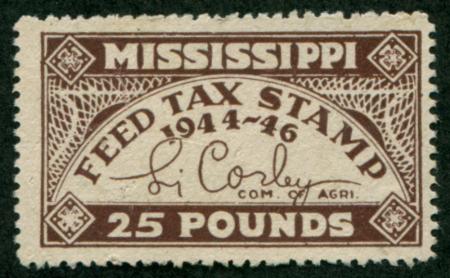 MISSISSIPPI
FEED TAX STAMP
1944~46
Si Corley
COM. OF AGRI.
25 POUNDS